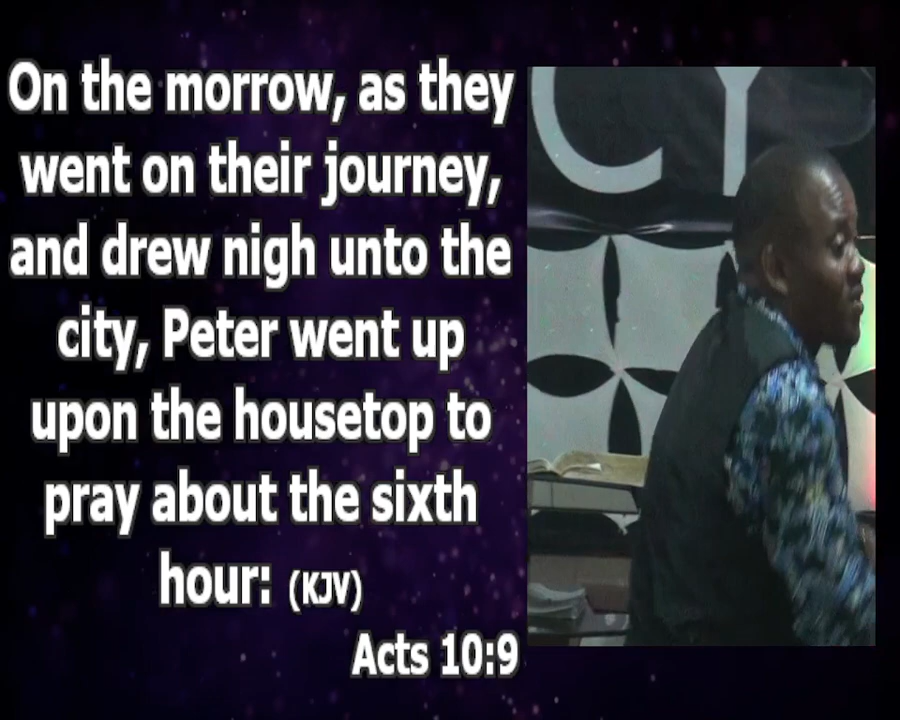 On the morrow, as they
went on their journey,
and drew nigh unto the
city, Peter went up
upon the housetop to
pray about the sixth
hour: (KJV)
Acts 10:9
CY